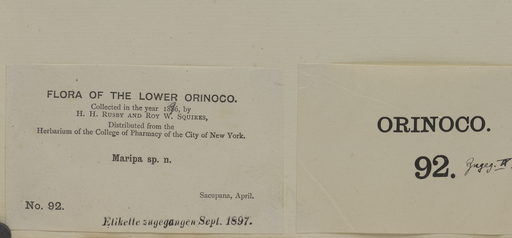 FLORA OF THE LOWER ORINOCO.
Collected in the year 1896, by
H. H. RUSBY AND ROY W. SQUIRES,
Distributed from the
Herbarium of the College of Pharmacy of the City of New York.
Maripa sp. n.
Sacupana, April.
No. 92.
Etikette zugegangen Sept. 1897.
ORINOCO.
92.
Zugeg.